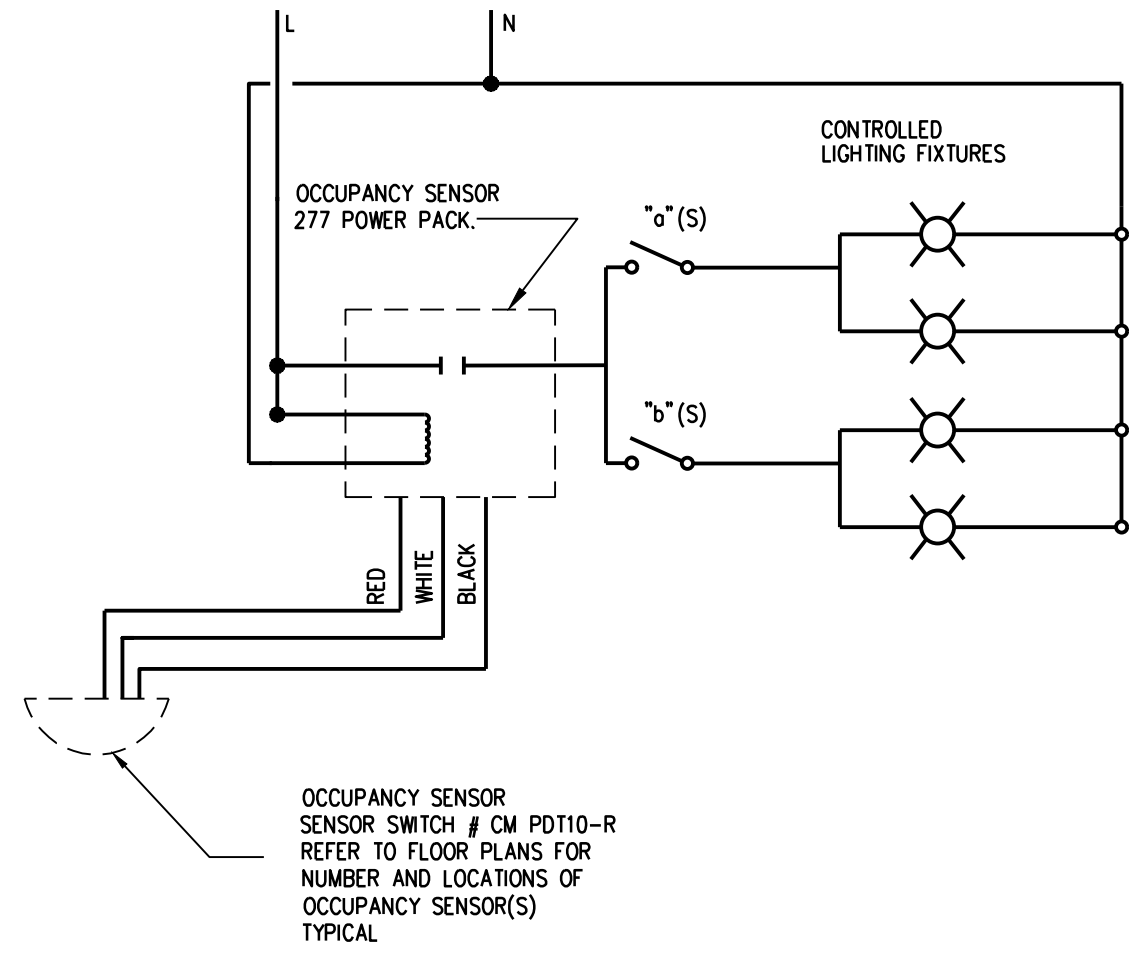 L
N
CONTROLLED
LIGHTING FIXTURES
OCCUPANCY SENSOR
277 POWER PACK.
"a"(S)
"b"(S)
RED
WHITE
BLACK
OCCUPANCY SENSOR
SENSOR SWITCH # CM PDT10-R
REFER TO FLOOR PLANS FOR
NUMBER AND LOCATIONS OF
OCCUPANCY SENSOR(S)
TYPICAL